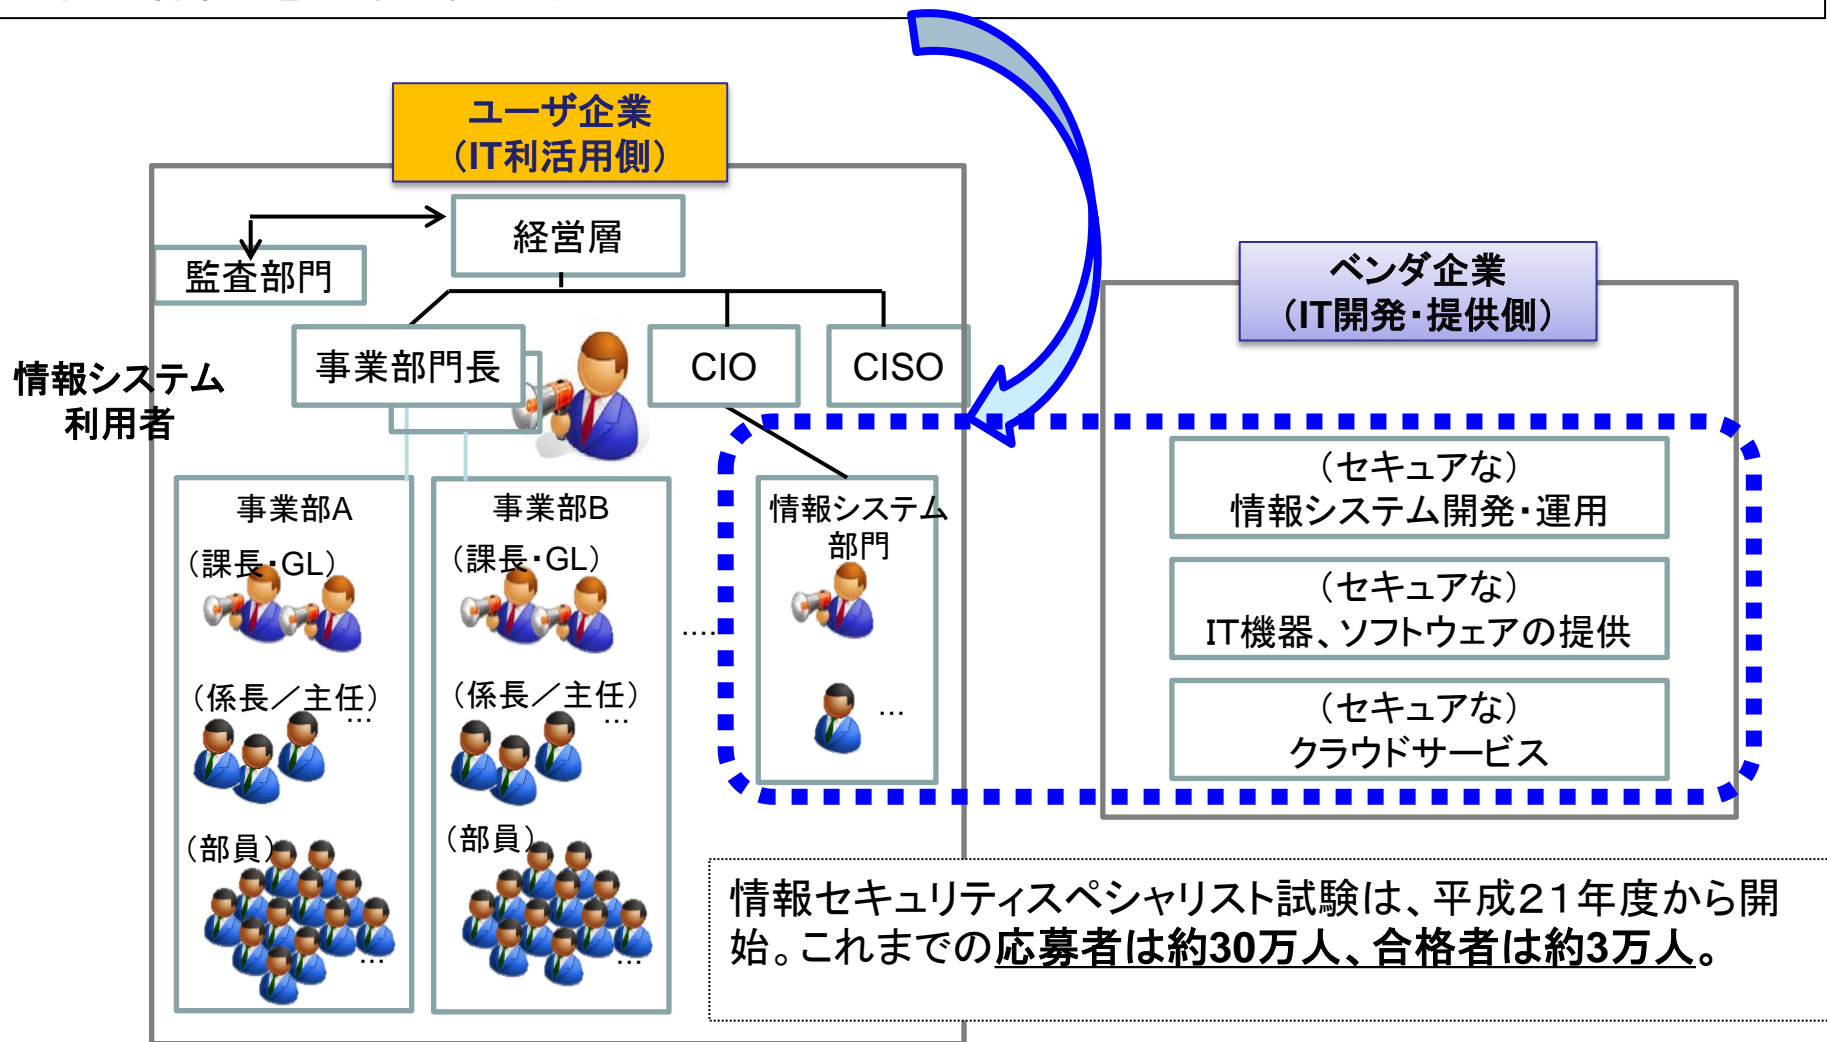 ユーザ企業
（IT利活用側）
経営層
監査部門
ベンダ企業
（IT開発・提供側）
事業部門長
CIO
CISO
情報システム
利用者
事業部A
（課長・GL）
（係長／主任）
...
（部員）
...
事業部B
（課長・GL）
（係長／主任）
...
（部員）
...
....
情報システム
部門
...
（セキュアな）
情報システム開発・運用
（セキュアな）
IT機器、ソフトウェアの提供
（セキュアな）
クラウドサービス
情報セキュリティスペシャリスト試験は、平成２１年度から開
始。これまでの応募者は約30万人、合格者は約3万人。